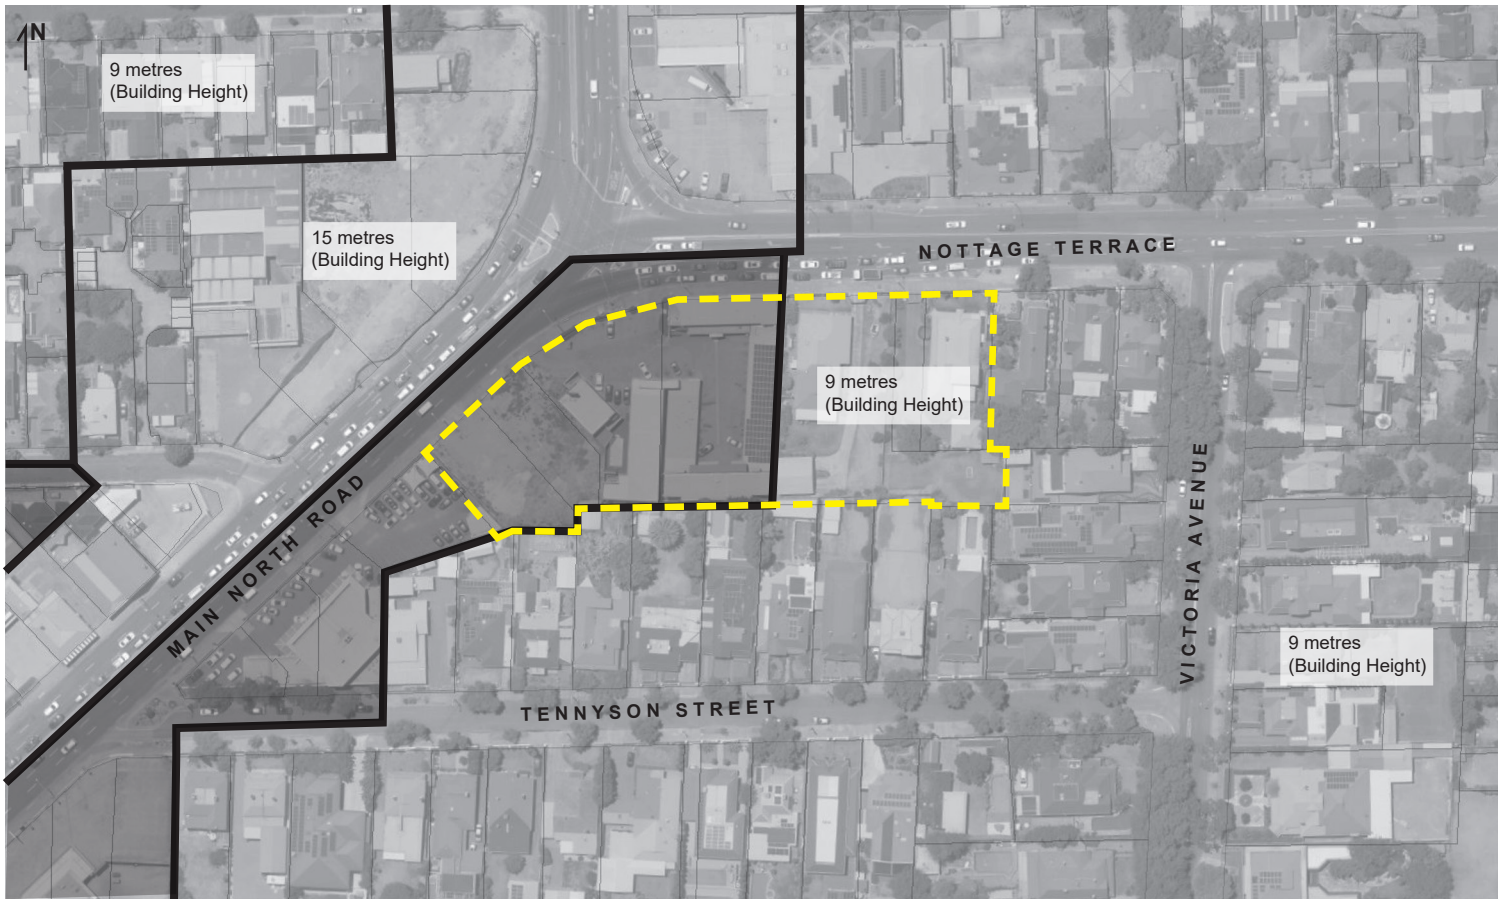 N
9 metres
(Building Height)
15 metres
(Building Height)
NOTTAGE TERRACE
9 metres
(Building Height)
MAIN NORTH ROAD
VICTORIA AVENUE
9 metres
(Building Height)
TENNYSON STREET